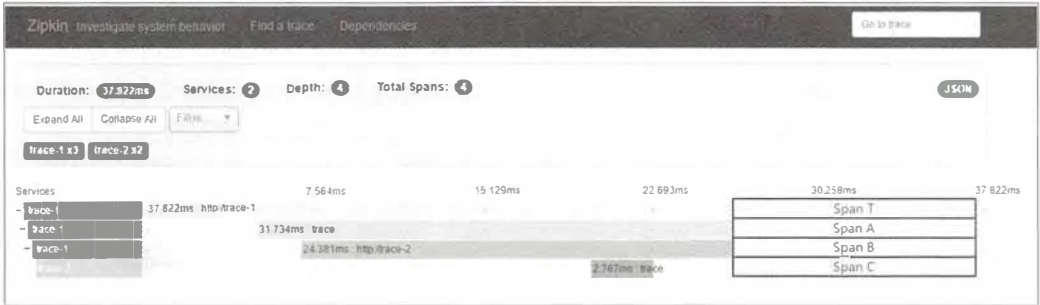 Zipkin Investigate system behavior Find a trace Dependencies Go to trace
Duration: 37.822ms Services: 2 Depth: 4 Total Spans: 4 JSON
Expand All Collapse All Filter...
trace-1 x3 trace-2 x2
Services 7.564ms 15.129ms 22.693ms 30.258ms 37.822ms
trace-1 37.822ms http:/trace-1 Span T
trace-1 31.734ms trace Span A
trace-1 24.381ms http:/trace-2 Span B
trace-2 2.767ms trace Span C